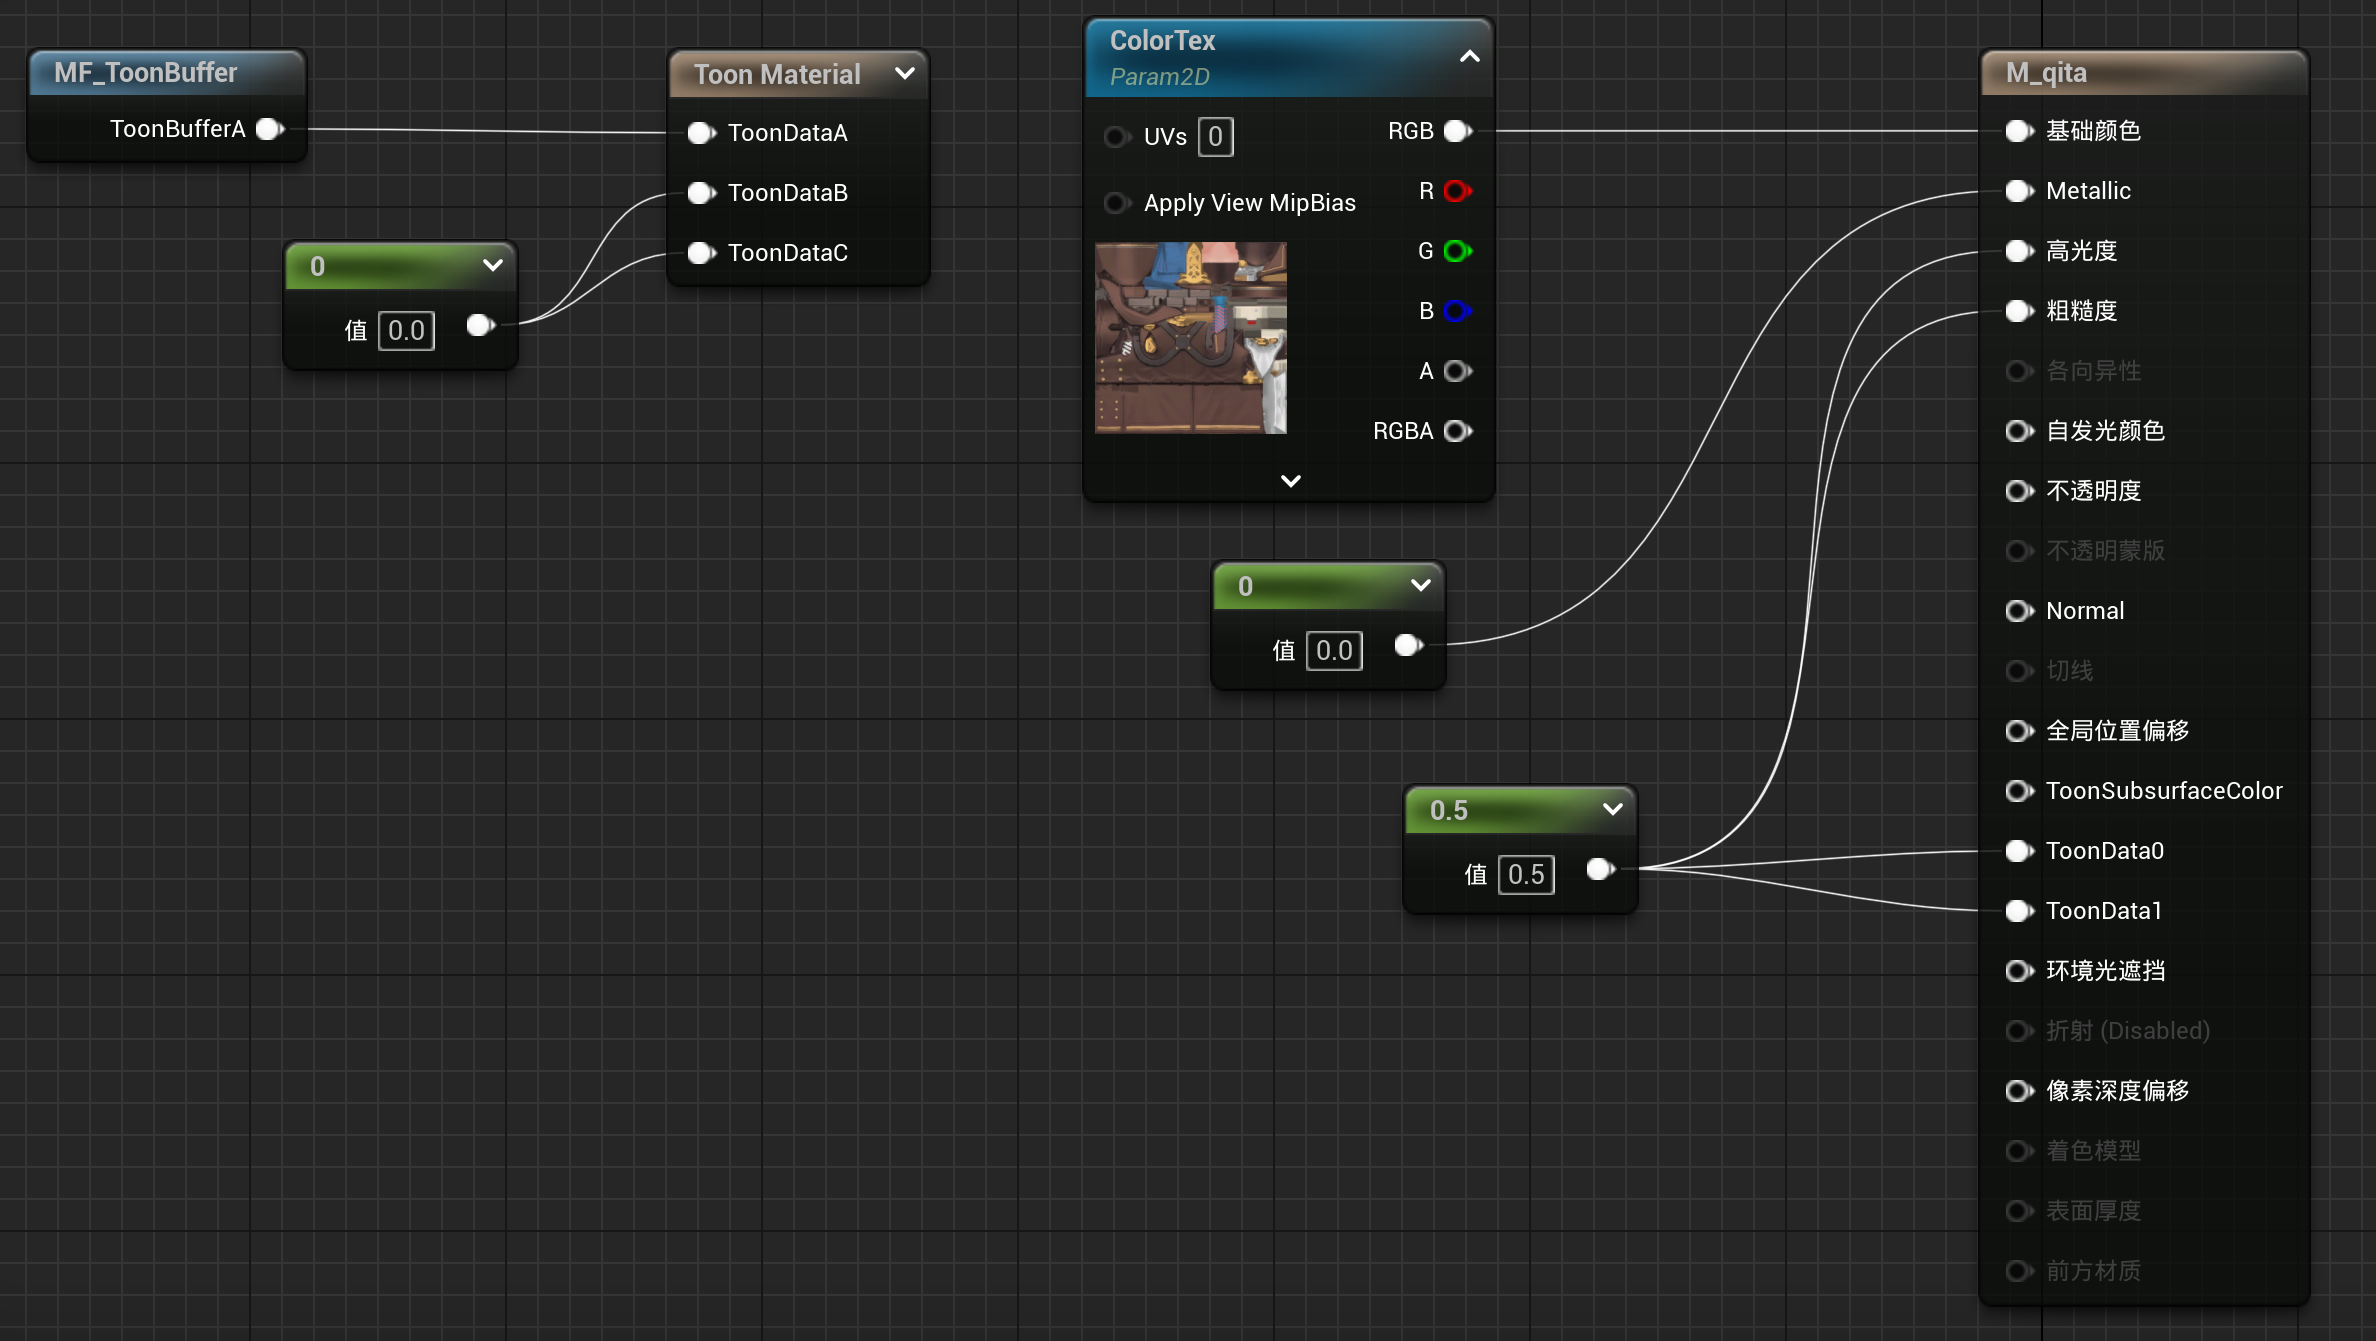 MF_ToonBuffer
ToonBufferA
0
值 0.0
Toon Material
ToonDataA
ToonDataB
ToonDataC
ColorTex
Param2D
UVs 0
Apply View MipBias
RGB
R
G
B
A
RGBA
0
值 0.0
0.5
值 0.5
M_qita
基础颜色
Metallic
高光度
粗糙度
各向异性
自发光颜色
不透明度
不透明蒙版
Normal
切线
全局位置偏移
ToonSubsurfaceColor
ToonData0
ToonData1
环境光遮挡
折射 (Disabled)
像素深度偏移
着色模型
表面厚度
前方材质